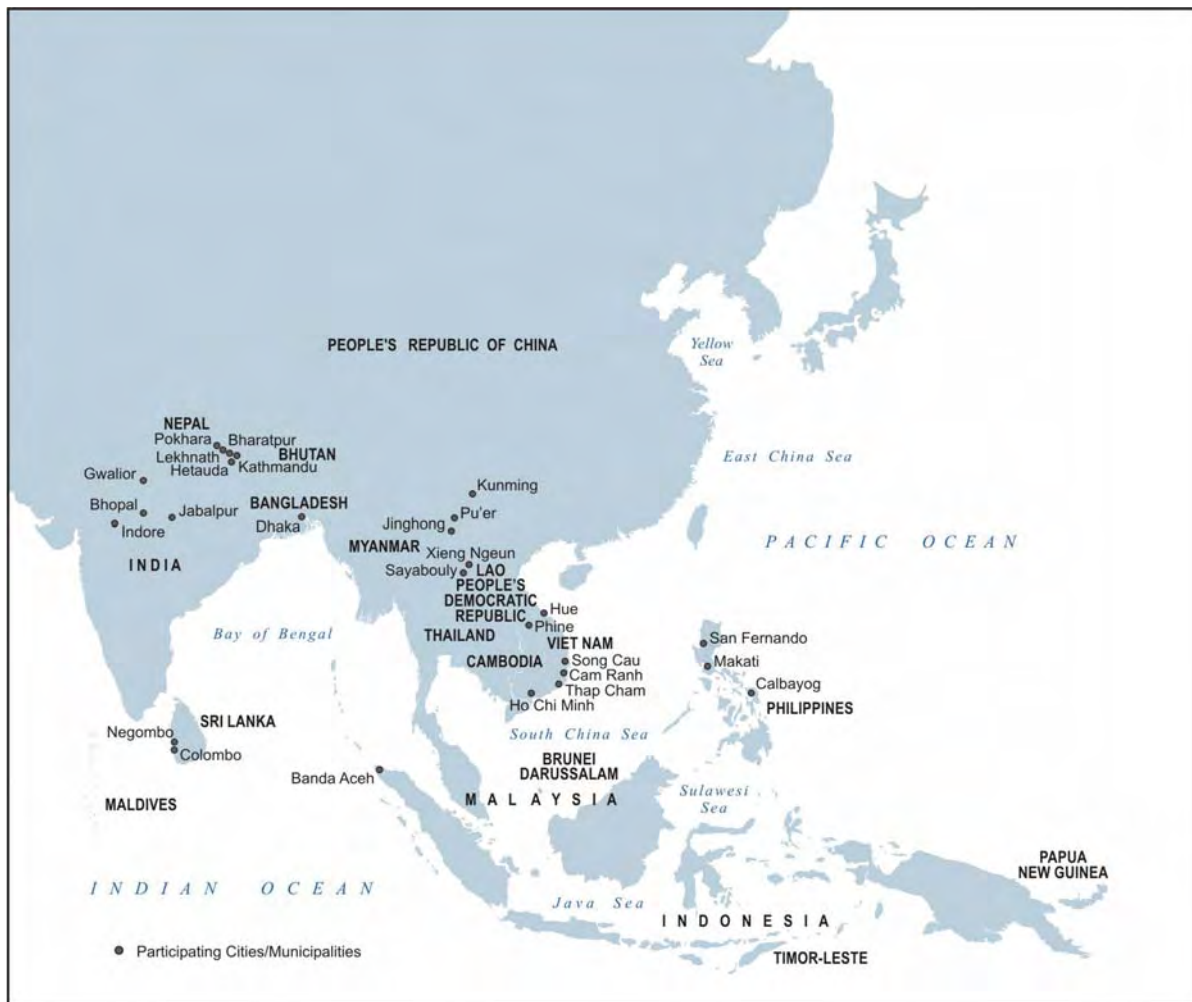 PEOPLE'S REPUBLIC OF CHINA
Yellow
Sea
NEPAL
Pokhara
Bharatpur
Lekhnath
BHUTAN
Hetauda
Kathmandu
East China Sea
Gwalior
Kunming
Bhopal
Jabalpur
BANGLADESH
Pu'er
Indore
Dhaka
Jinghong
PACIFIC OCEAN
MYANMAR
Xieng Ngeun
INDIA
Sayabouly
LAO
PEOPLE'S
DEMOCRATIC
REPUBLIC
Hue
Phine
Bay of Bengal
THAILAND
VIET NAM
San Fernando
CAMBODIA
Song Cau
Makati
Cam Ranh
Thap Cham
Calbayog
Ho Chi Minh
PHILIPPINES
SRI LANKA
Negombo
South China Sea
Colombo
BRUNEI
DARUSSALAM
Banda Aceh
MALAYSIA
Sulawesi
Sea
MALDIVES
PAPUA
NEW GUINEA
INDIAN OCEAN
Java Sea
INDONESIA
Participating Cities/Municipalities
TIMOR-LESTE